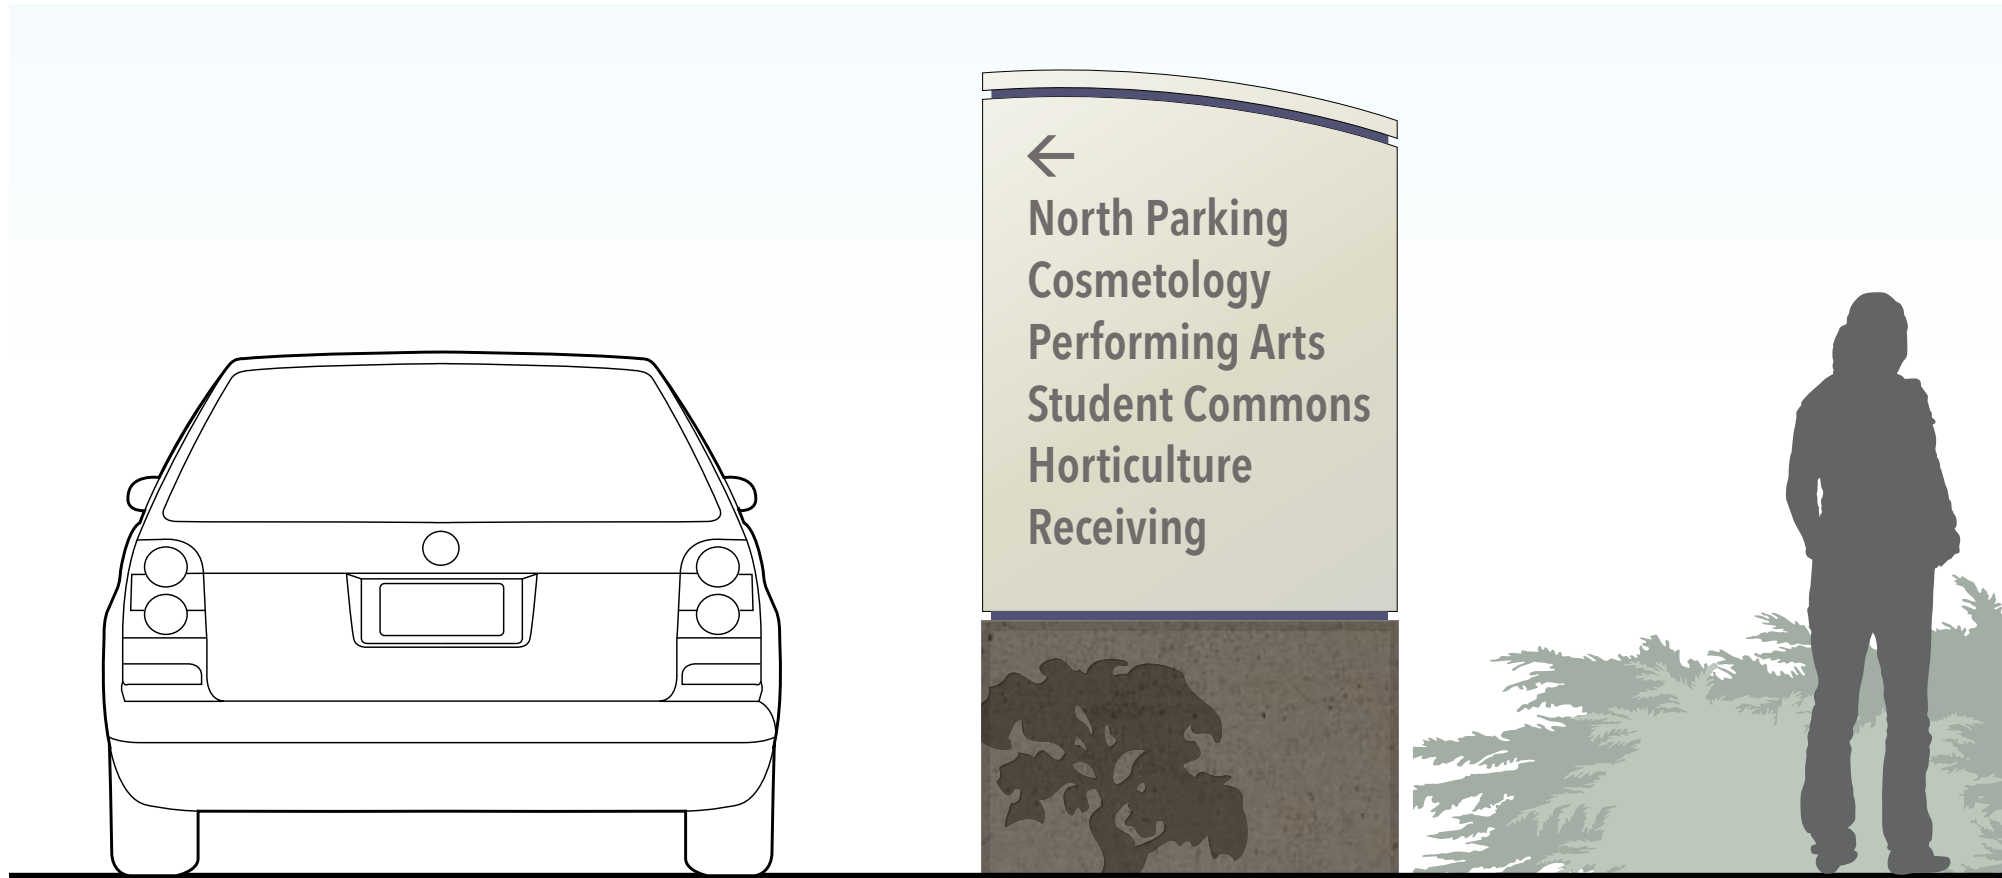 ←
North Parking
Cosmetology
Performing Arts
Student Commons
Horticulture
Receiving